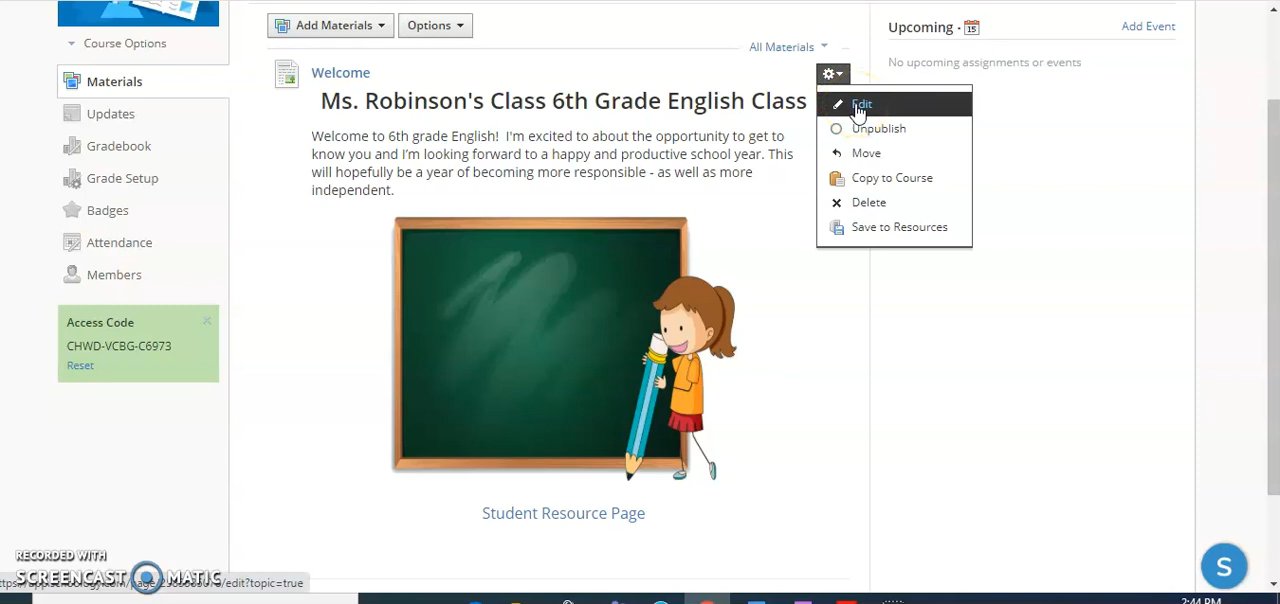 Add Materials
Options
Upcoming · 15
Add Event
Course Options
All Materials
No upcoming assignments or events
Materials
Welcome
Ms. Robinson's Class 6th Grade English Class
Edit
Updates
Unpublish
Welcome to 6th grade English!  I'm excited to about the opportunity to get to
know you and I'm looking forward to a happy and productive school year. This
will hopefully be a year of becoming more responsible - as well as more
independent.
Gradebook
Move
Grade Setup
Copy to Course
Badges
Delete
Attendance
Save to Resources
Members
Access Code
CHWD-VCBG-C6973
Reset
Student Resource Page
RECORDED WITH
SCREENCAST MATIC
S
2:44 PM